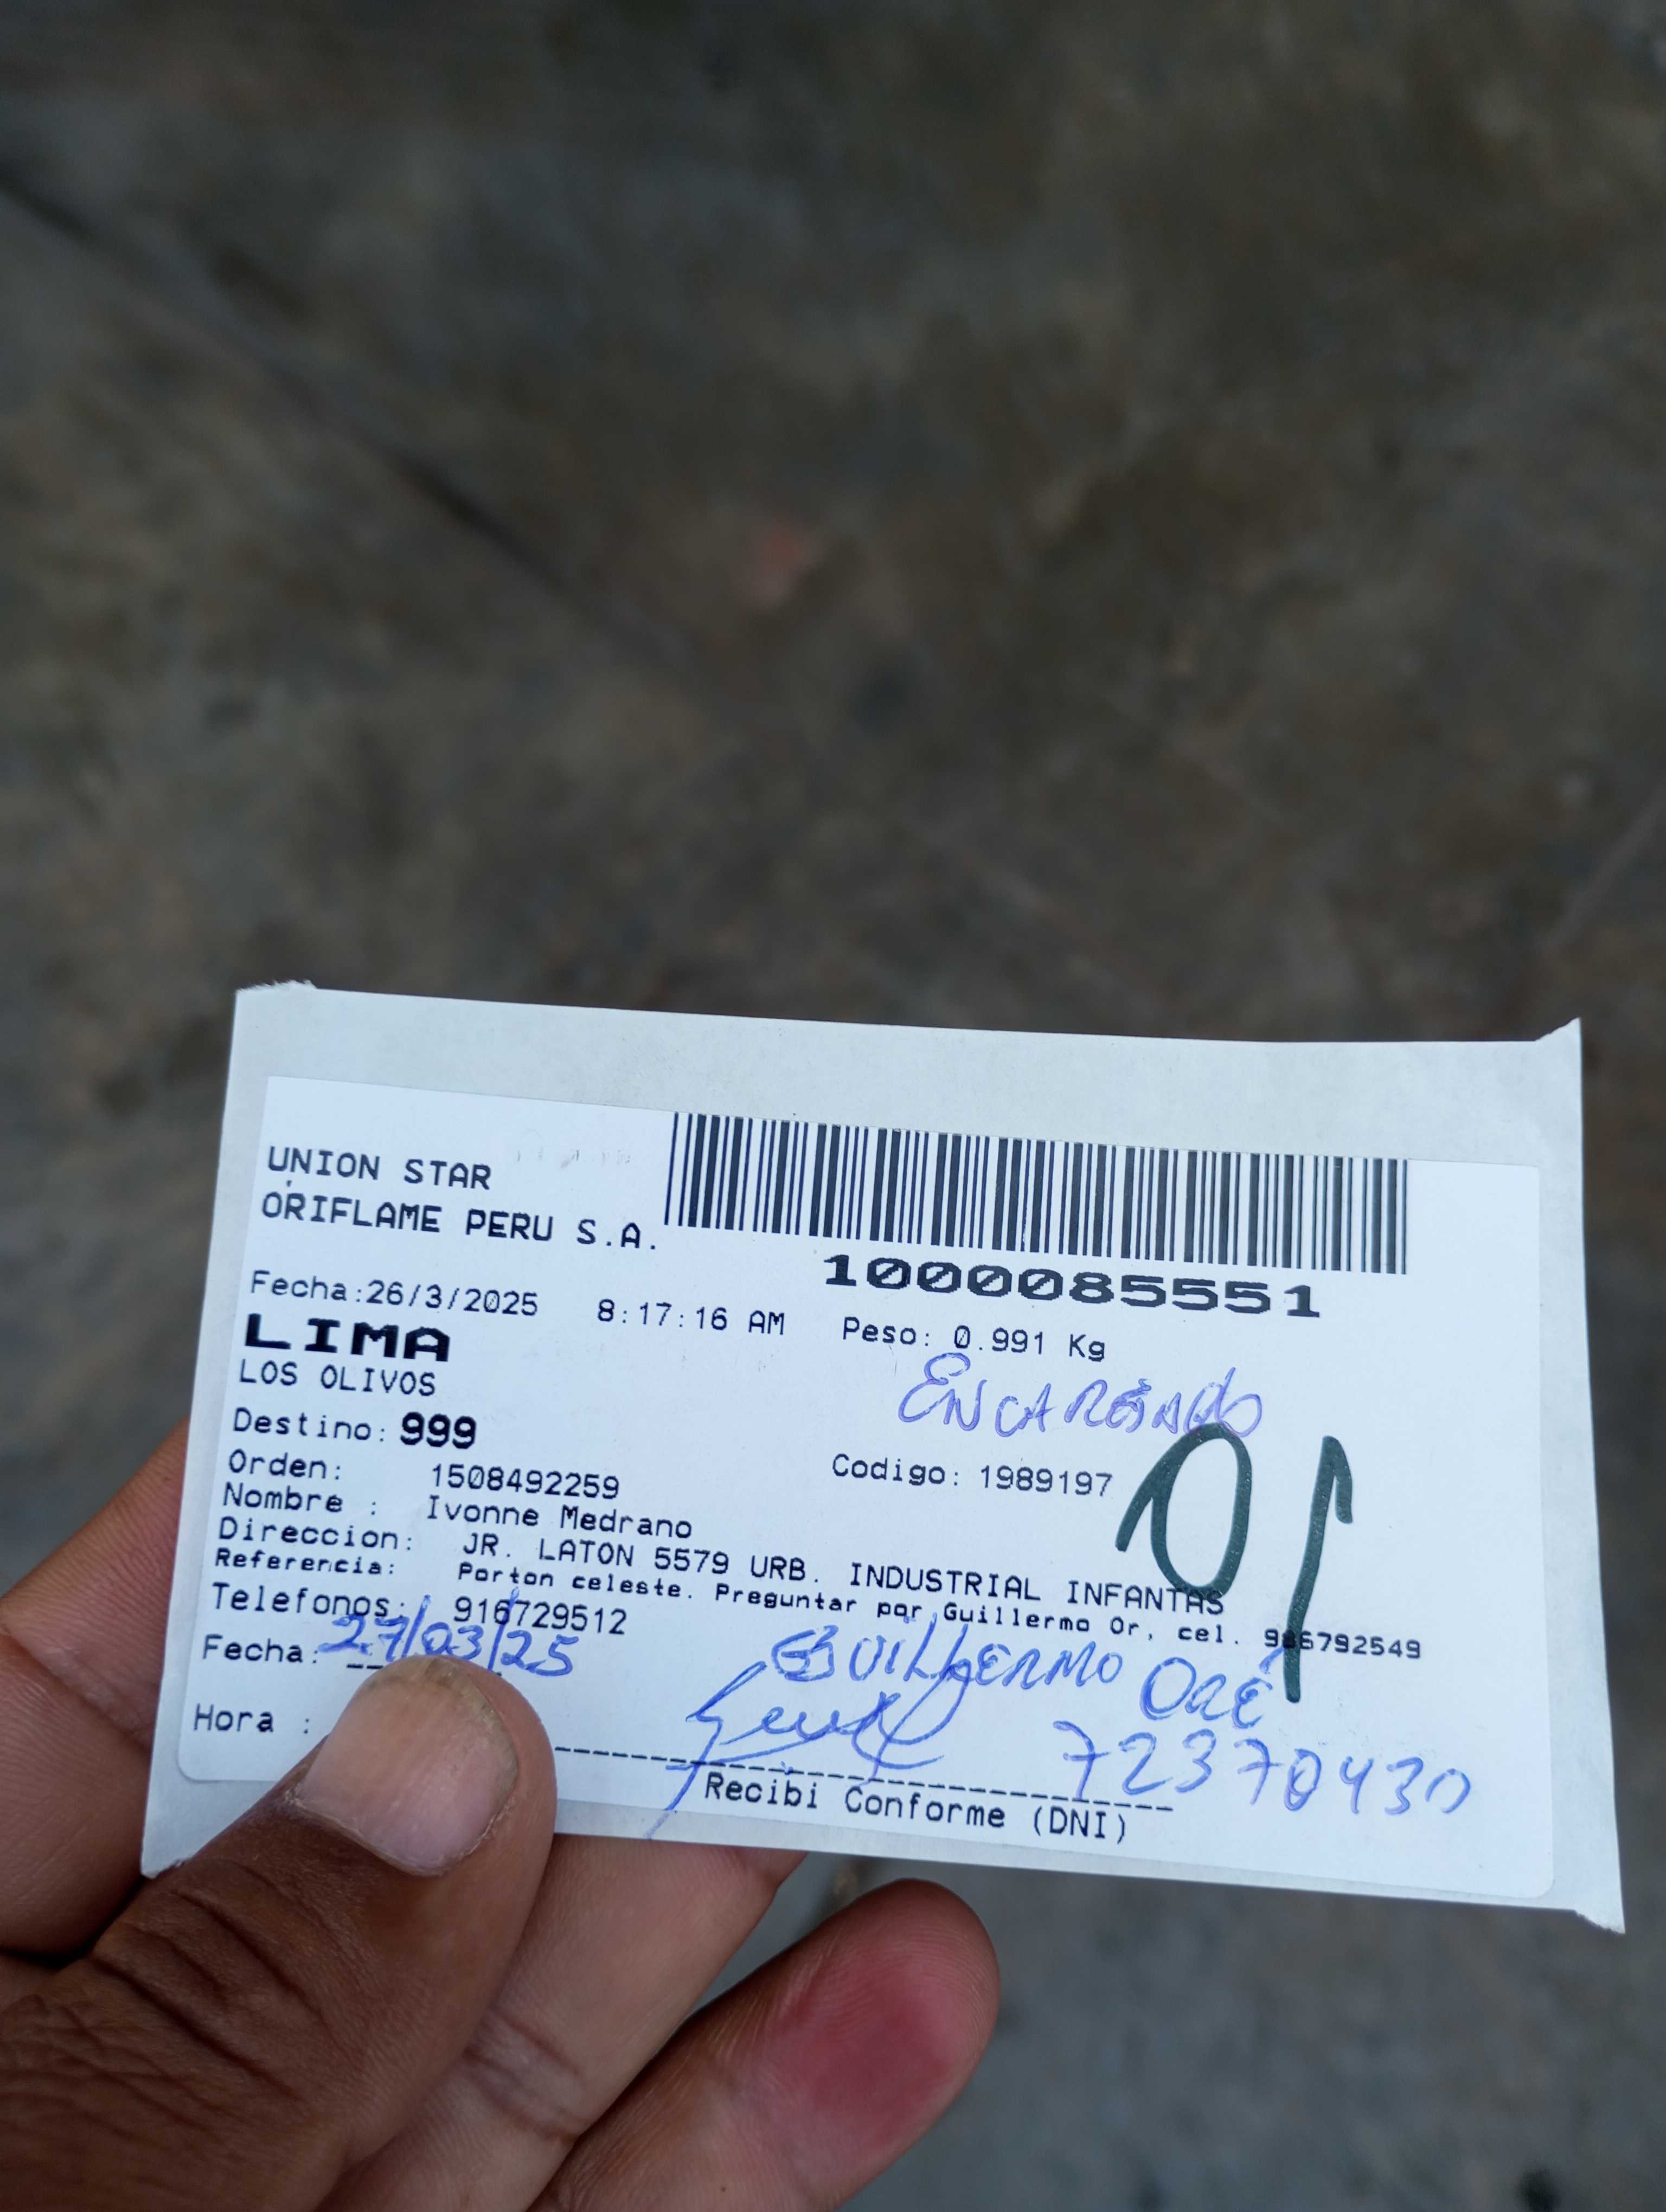 UNION STAR
ORIFLAME PERU S.A.
1000085551
Fecha:26/3/2025 8:17:16 AM Peso: 0.991 Kg
LIMA
LOS OLIVOS
ENCARGADO
Destino: 999
Orden: 1508492259 Codigo: 1989197
01
Nombre : Ivonne Medrano
Direccion: JR. LATON 5579 URB. INDUSTRIAL INFANTAS
Referencia: Porton celeste. Preguntar por Guillermo Or, cel.
Telefonos: 916729512
Fecha: 27/03/25 GUILLERMO ORÉ
Hora : 72370430
Recibi Conforme (DNI)